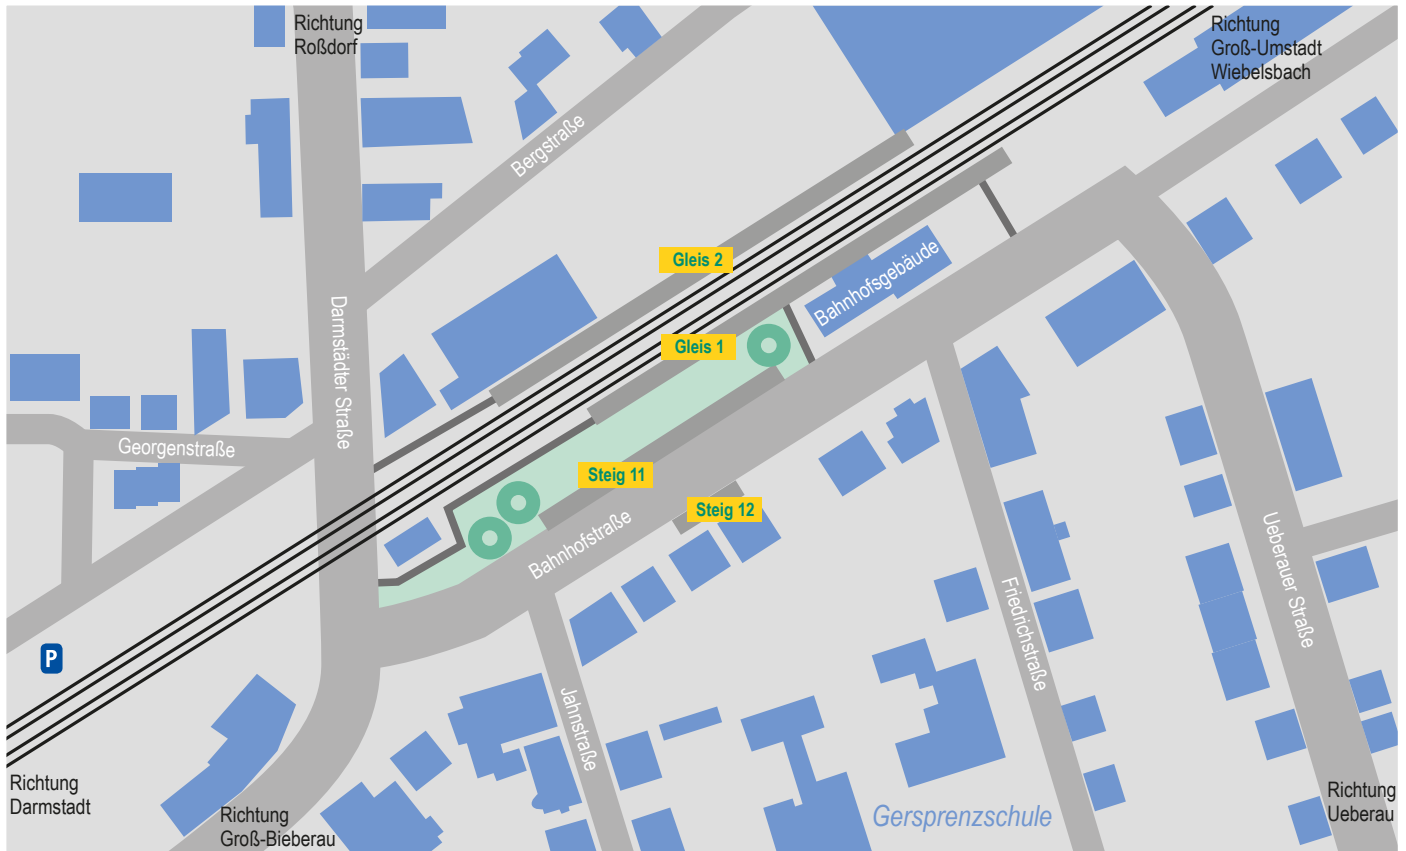 Richtung
Roßdorf
Richtung
Groß-Umstadt
Wiebelsbach
Bergstraße
Gleis 2
Bahnhofsgebäude
Darmstädter Straße
Gleis 1
Georgenstraße
Steig 11
Steig 12
Bahnhofstraße
Ueberauer Straße
Friedrichstraße
P
Jahnstraße
Richtung
Darmstadt
Richtung
Groß-Bieberau
Gersprenzschule
Richtung
Ueberau